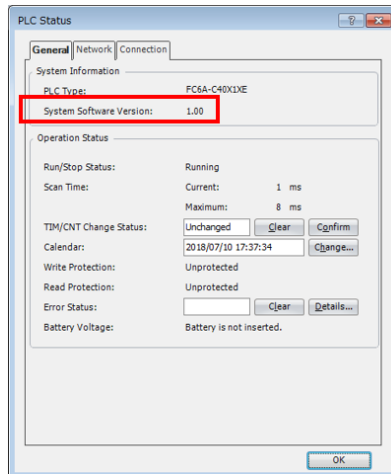 PLC Status
General Network Connection
System Information
PLC Type: FC6A-C40X1XE
System Software Version: 1.00
Operation Status
Run/Stop Status: Running
Scan Time: Current: 1 ms
Maximum: 8 ms
TIM/CNT Change Status: Unchanged Clear Confirm
Calendar: 2018/07/10 17:37:34 Change...
Write Protection: Unprotected
Read Protection: Unprotected
Error Status: Clear Details...
Battery Voltage: Battery is not inserted.
OK